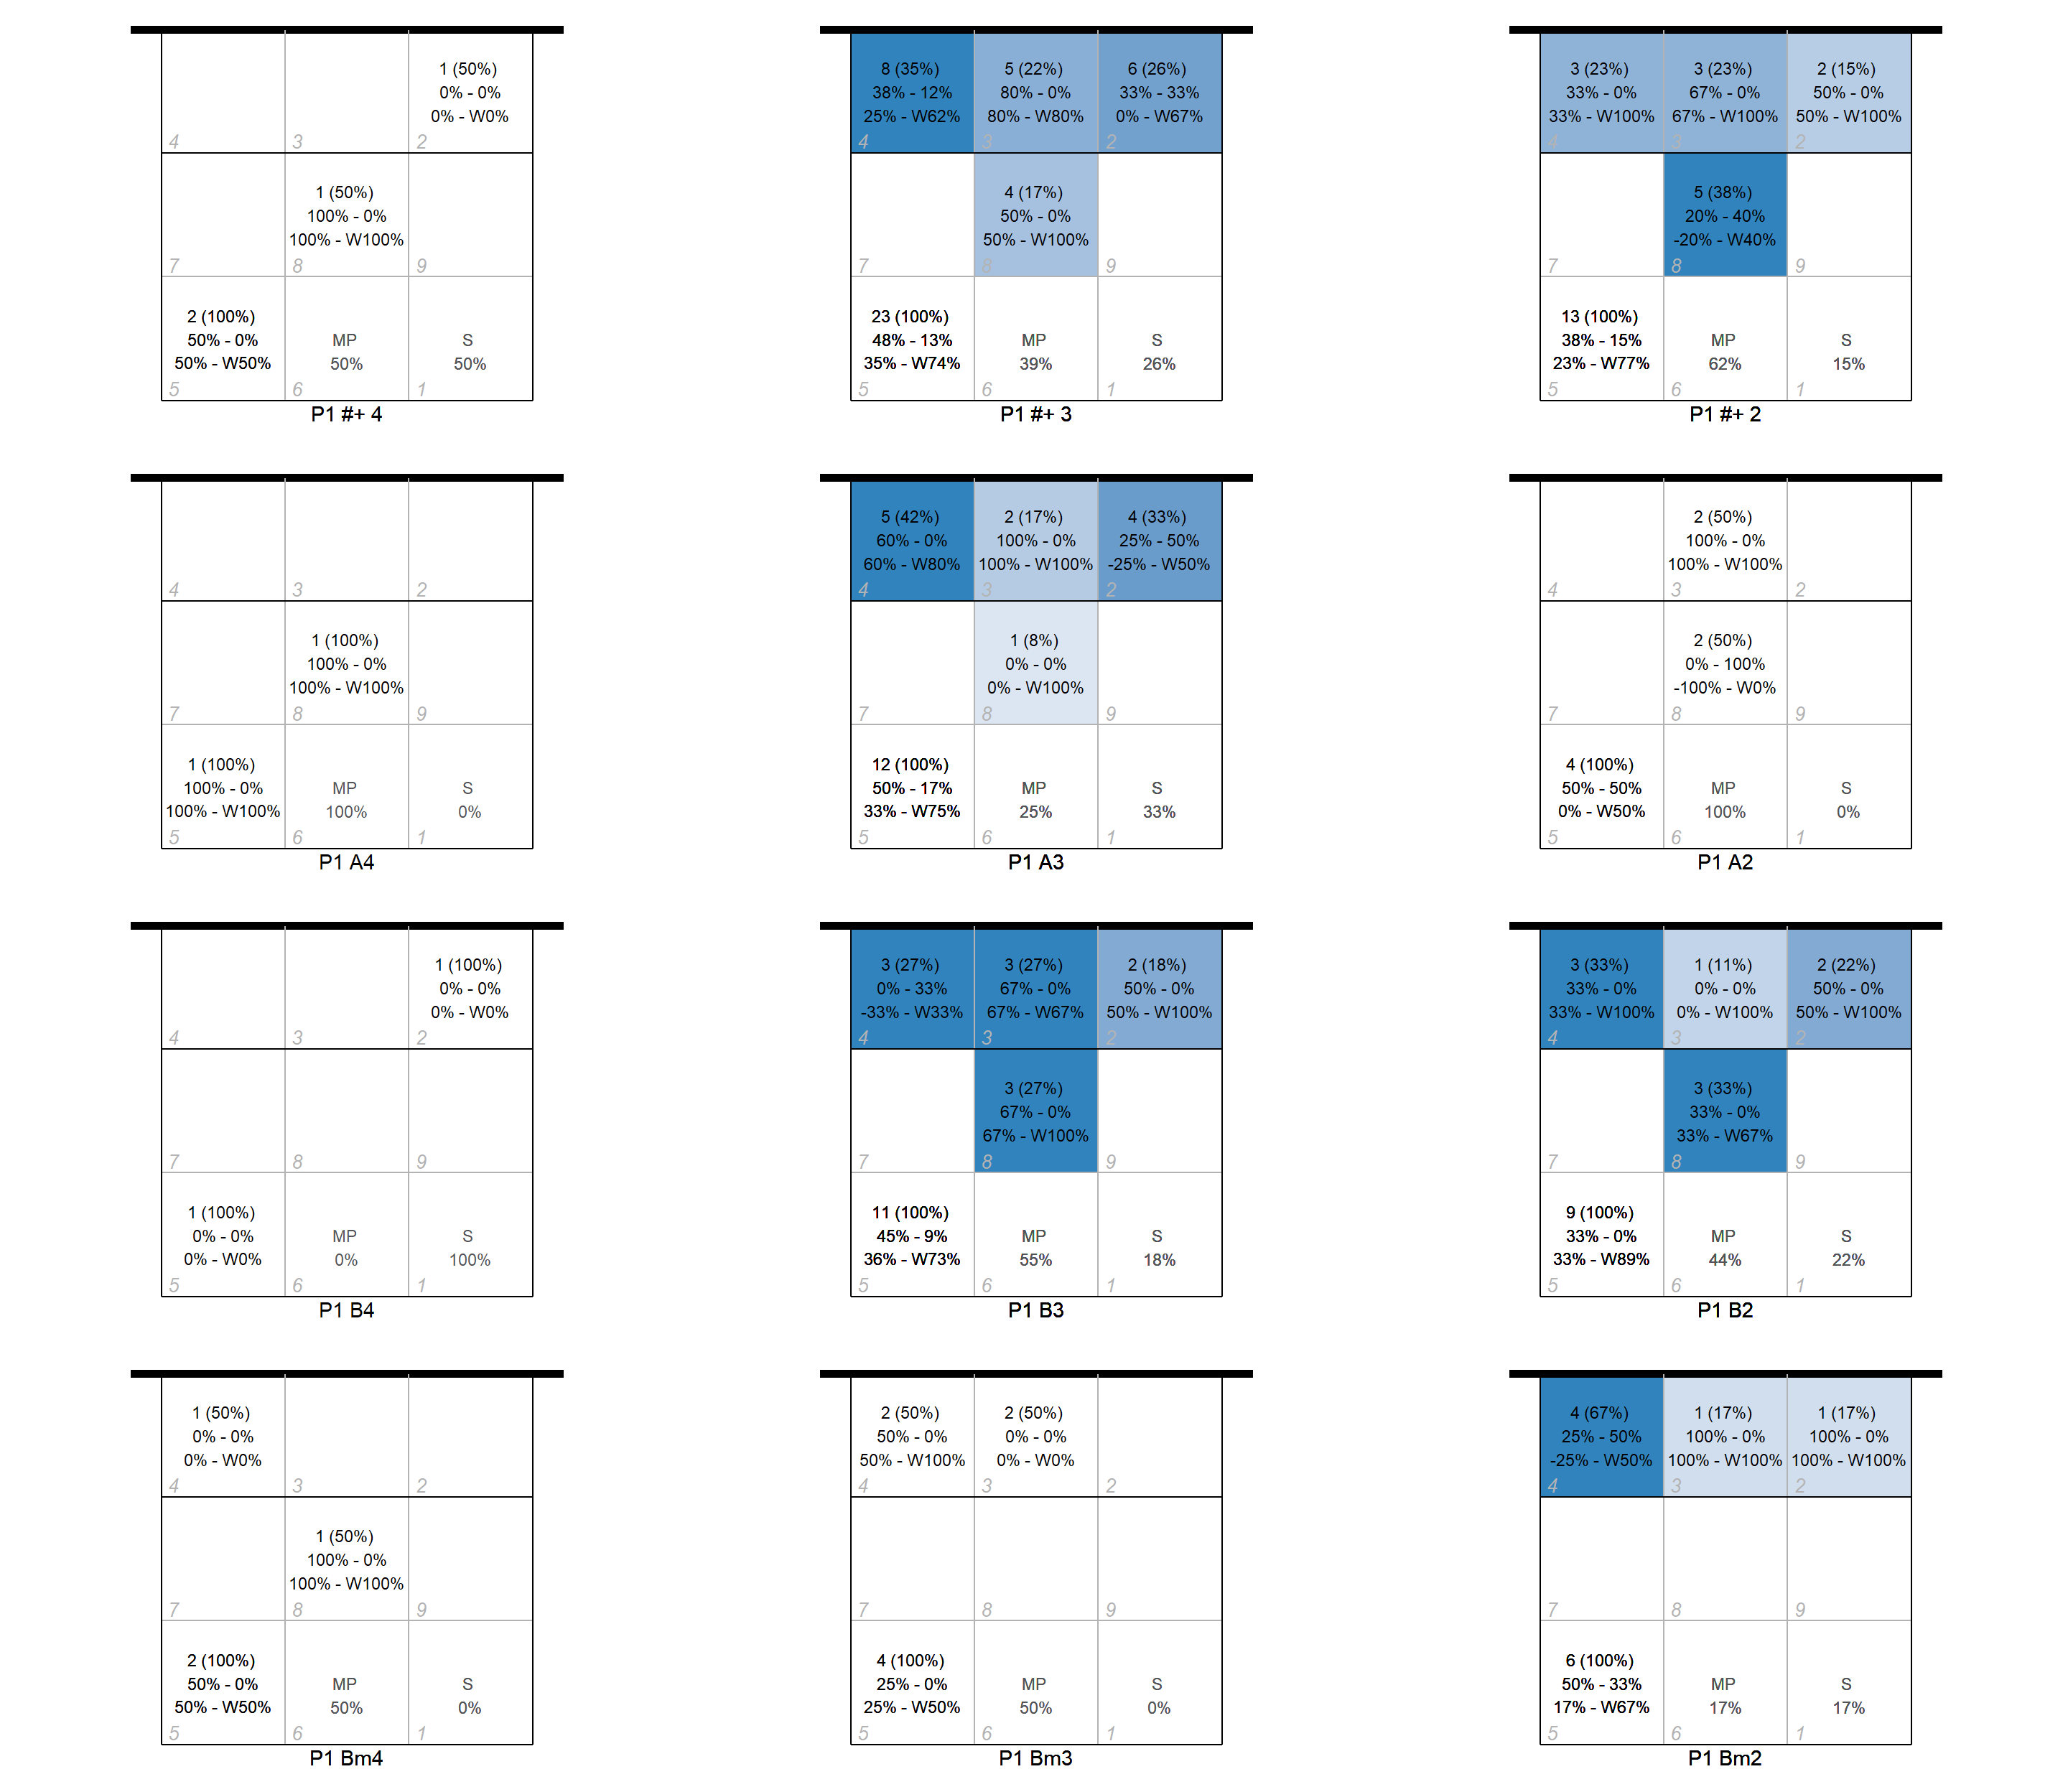 1 (50%)
0% - 0%
0% - W0%
4 3 2
1 (50%)
100% - 0%
100% - W100%
7 8 9
2 (100%)
50% - 0% MP S
50% - W50% 50% 50%
5 6 1
P1 #+ 4
8 (35%) 5 (22%) 6 (26%)
38% - 12% 80% - 0% 33% - 33%
25% - W62% 80% - W80% 0% - W67%
4 3 2
4 (17%)
50% - 0%
50% - W100%
7 8 9
23 (100%)
48% - 13% MP S
35% - W74% 39% 26%
5 6 1
P1 #+ 3
3 (23%) 3 (23%) 2 (15%)
33% - 0% 67% - 0% 50% - 0%
33% - W100% 67% - W100% 50% - W100%
4 3 2
5 (38%)
20% - 40%
-20% - W40%
7 8 9
13 (100%)
38% - 15% MP S
23% - W77% 62% 15%
5 6 1
P1 #+ 2
4 3 2
1 (100%)
100% - 0%
100% - W100%
7 8 9
1 (100%)
100% - 0% MP S
100% - W100% 100% 0%
5 6 1
P1 A4
5 (42%) 2 (17%) 4 (33%)
60% - 0% 100% - 0% 25% - 50%
60% - W80% 100% - W100% -25% - W50%
4 3 2
1 (8%)
0% - 0%
0% - W100%
7 8 9
12 (100%)
50% - 17% MP S
33% - W75% 25% 33%
5 6 1
P1 A3
2 (50%)
100% - 0%
100% - W100%
4 3 2
2 (50%)
0% - 100%
-100% - W0%
7 8 9
4 (100%)
50% - 50% MP S
0% - W50% 100% 0%
5 6 1
P1 A2
1 (100%)
0% - 0%
0% - W0%
4 3 2
7 8 9
1 (100%)
0% - 0% MP S
0% - W0% 0% 100%
5 6 1
P1 B4
3 (27%) 3 (27%) 2 (18%)
0% - 33% 67% - 0% 50% - 0%
-33% - W33% 67% - W67% 50% - W100%
4 3 2
3 (27%)
67% - 0%
67% - W100%
7 8 9
11 (100%)
45% - 9% MP S
36% - W73% 55% 18%
5 6 1
P1 B3
3 (33%) 1 (11%) 2 (22%)
33% - 0% 0% - 0% 50% - 0%
33% - W100% 0% - W100% 50% - W100%
4 3 2
3 (33%)
33% - 0%
33% - W67%
7 8 9
9 (100%)
33% - 0% MP S
33% - W89% 44% 22%
5 6 1
P1 B2
1 (50%)
0% - 0%
0% - W0%
4 3 2
1 (50%)
100% - 0%
100% - W100%
7 8 9
2 (100%)
50% - 0% MP S
50% - W50% 50% 0%
5 6 1
P1 Bm4
2 (50%) 2 (50%)
50% - 0% 0% - 0%
50% - W100% 0% - W0%
4 3 2
7 8 9
4 (100%)
25% - 0% MP S
25% - W50% 50% 0%
5 6 1
P1 Bm3
4 (67%) 1 (17%) 1 (17%)
25% - 50% 100% - 0% 100% - 0%
-25% - W50% 100% - W100% 100% - W100%
4 3 2
7 8 9
6 (100%)
50% - 33% MP S
17% - W67% 17% 17%
5 6 1
P1 Bm2